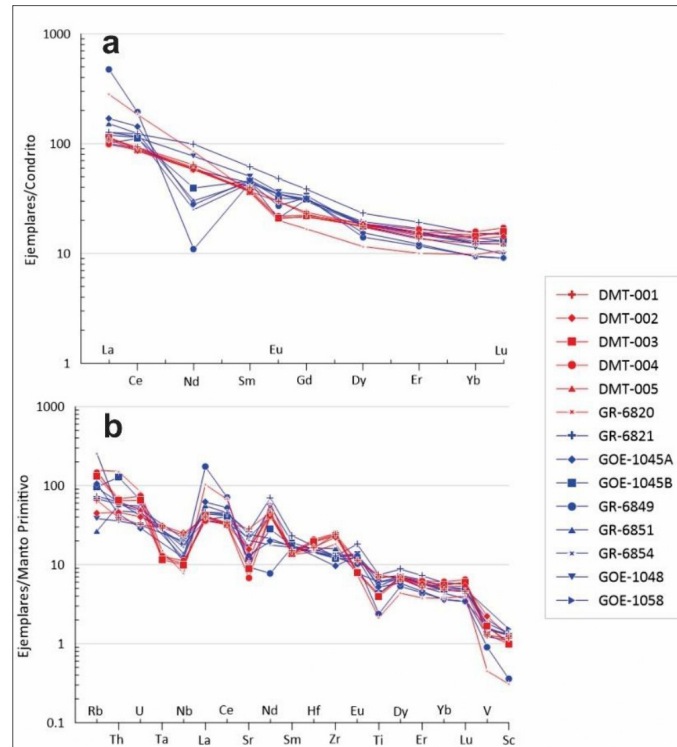 a
1000
100
10
1
Ejemplares/Condrito
La Eu Lu
Ce Nd Sm Gd Dy Er Yb
b
1000
100
10
1
0.1
Ejemplares/Manto Primitivo
Rb U Nb Ce Nd Hf Eu Dy Yb V
Th Ta La Sr Sm Zr Ti Er Lu Sc
DMT-001
DMT-002
DMT-003
DMT-004
DMT-005
GR-6820
GR-6821
GOE-1045A
GOE-1045B
GR-6849
GR-6851
GR-6854
GOE-1048
GOE-1058